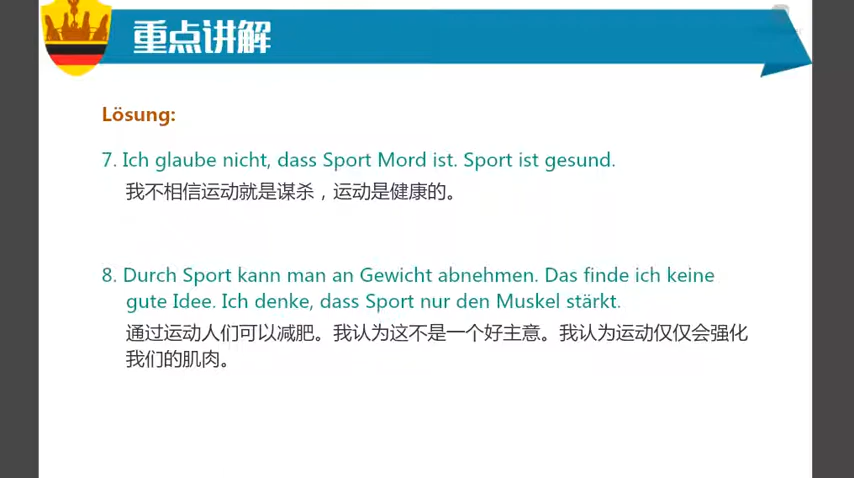 重点讲解
Lösung:
7. Ich glaube nicht, dass Sport Mord ist. Sport ist gesund.
我不相信运动就是谋杀，运动是健康的。
8. Durch Sport kann man an Gewicht abnehmen. Das finde ich keine
gute Idee. Ich denke, dass Sport nur den Muskel stärkt.
通过运动人们可以减肥。我认为这不是一个好主意。我认为运动仅仅会强化
我们的肌肉。